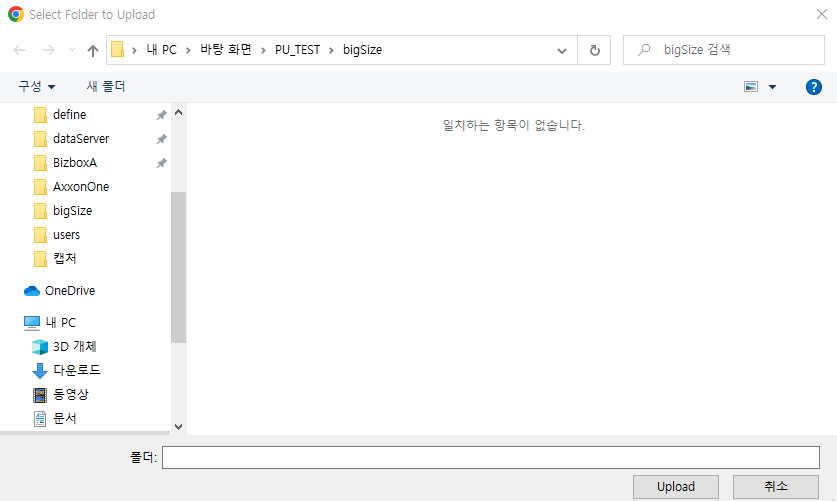 Select Folder to Upload
내 PC > 바탕 화면 > PU_TEST > bigSize
bigSize 검색
구성
새 폴더
?
define
dataServer
BizboxA
AxxonOne
bigSize
users
캡처
OneDrive
내 PC
3D 개체
다운로드
동영상
문서
일치하는 항목이 없습니다.
폴더:
Upload
취소